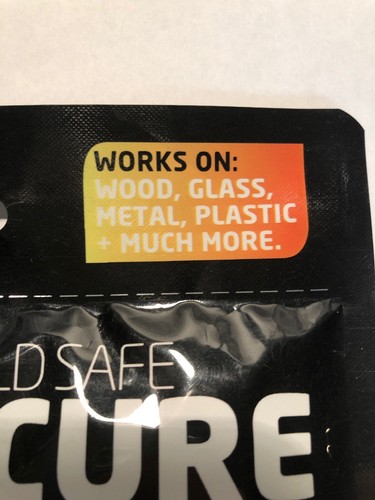 WORKS ON:
WOOD, GLASS,
METAL, PLASTIC
+ MUCH MORE.
LD SAFE
CURE